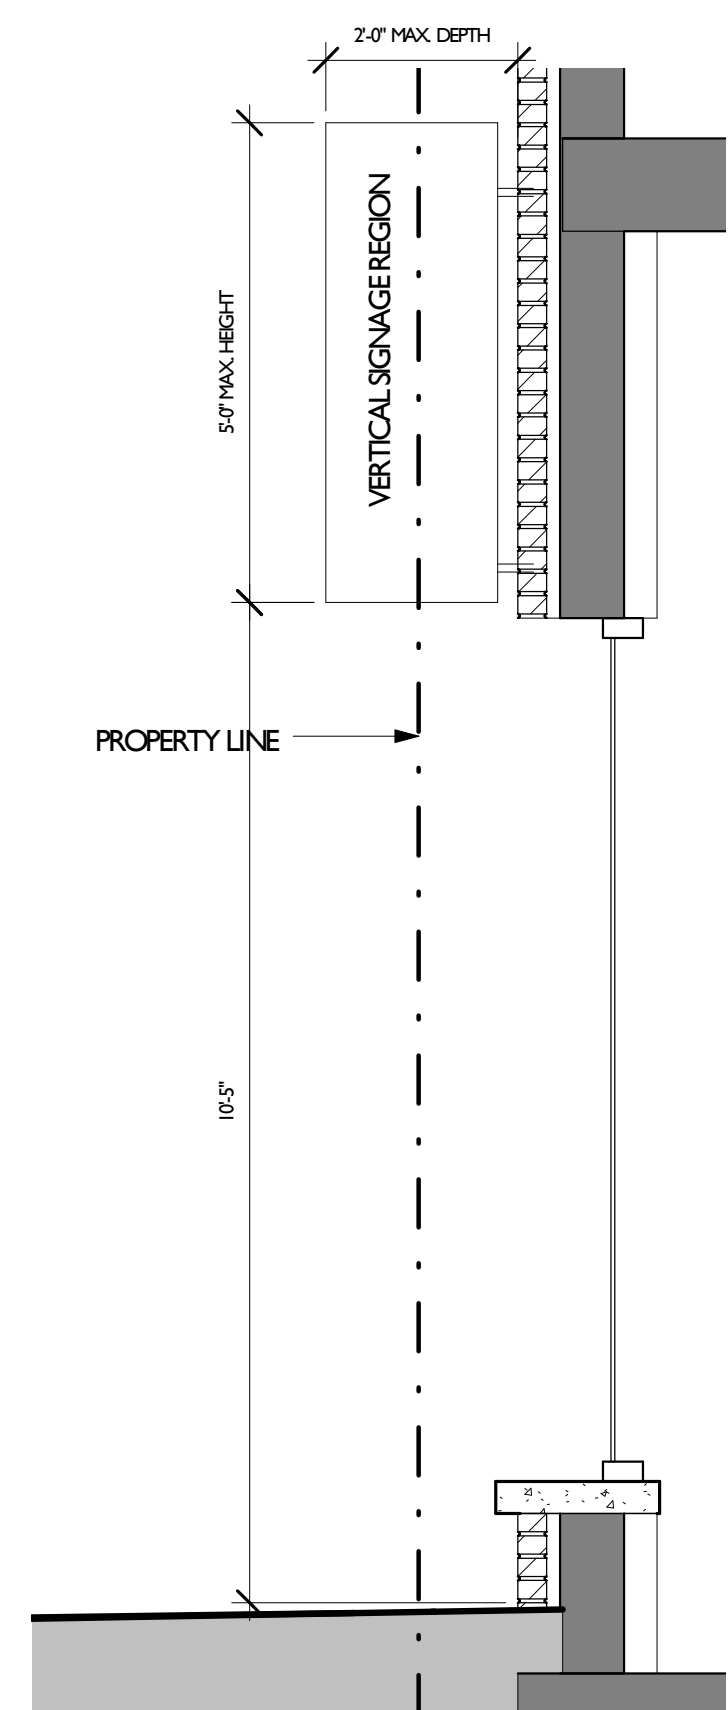 2'-0" MAX. DEPTH
VERTICAL SIGNAGE REGION
5'-0" MAX. HEIGHT
PROPERTY LINE
10'-5"